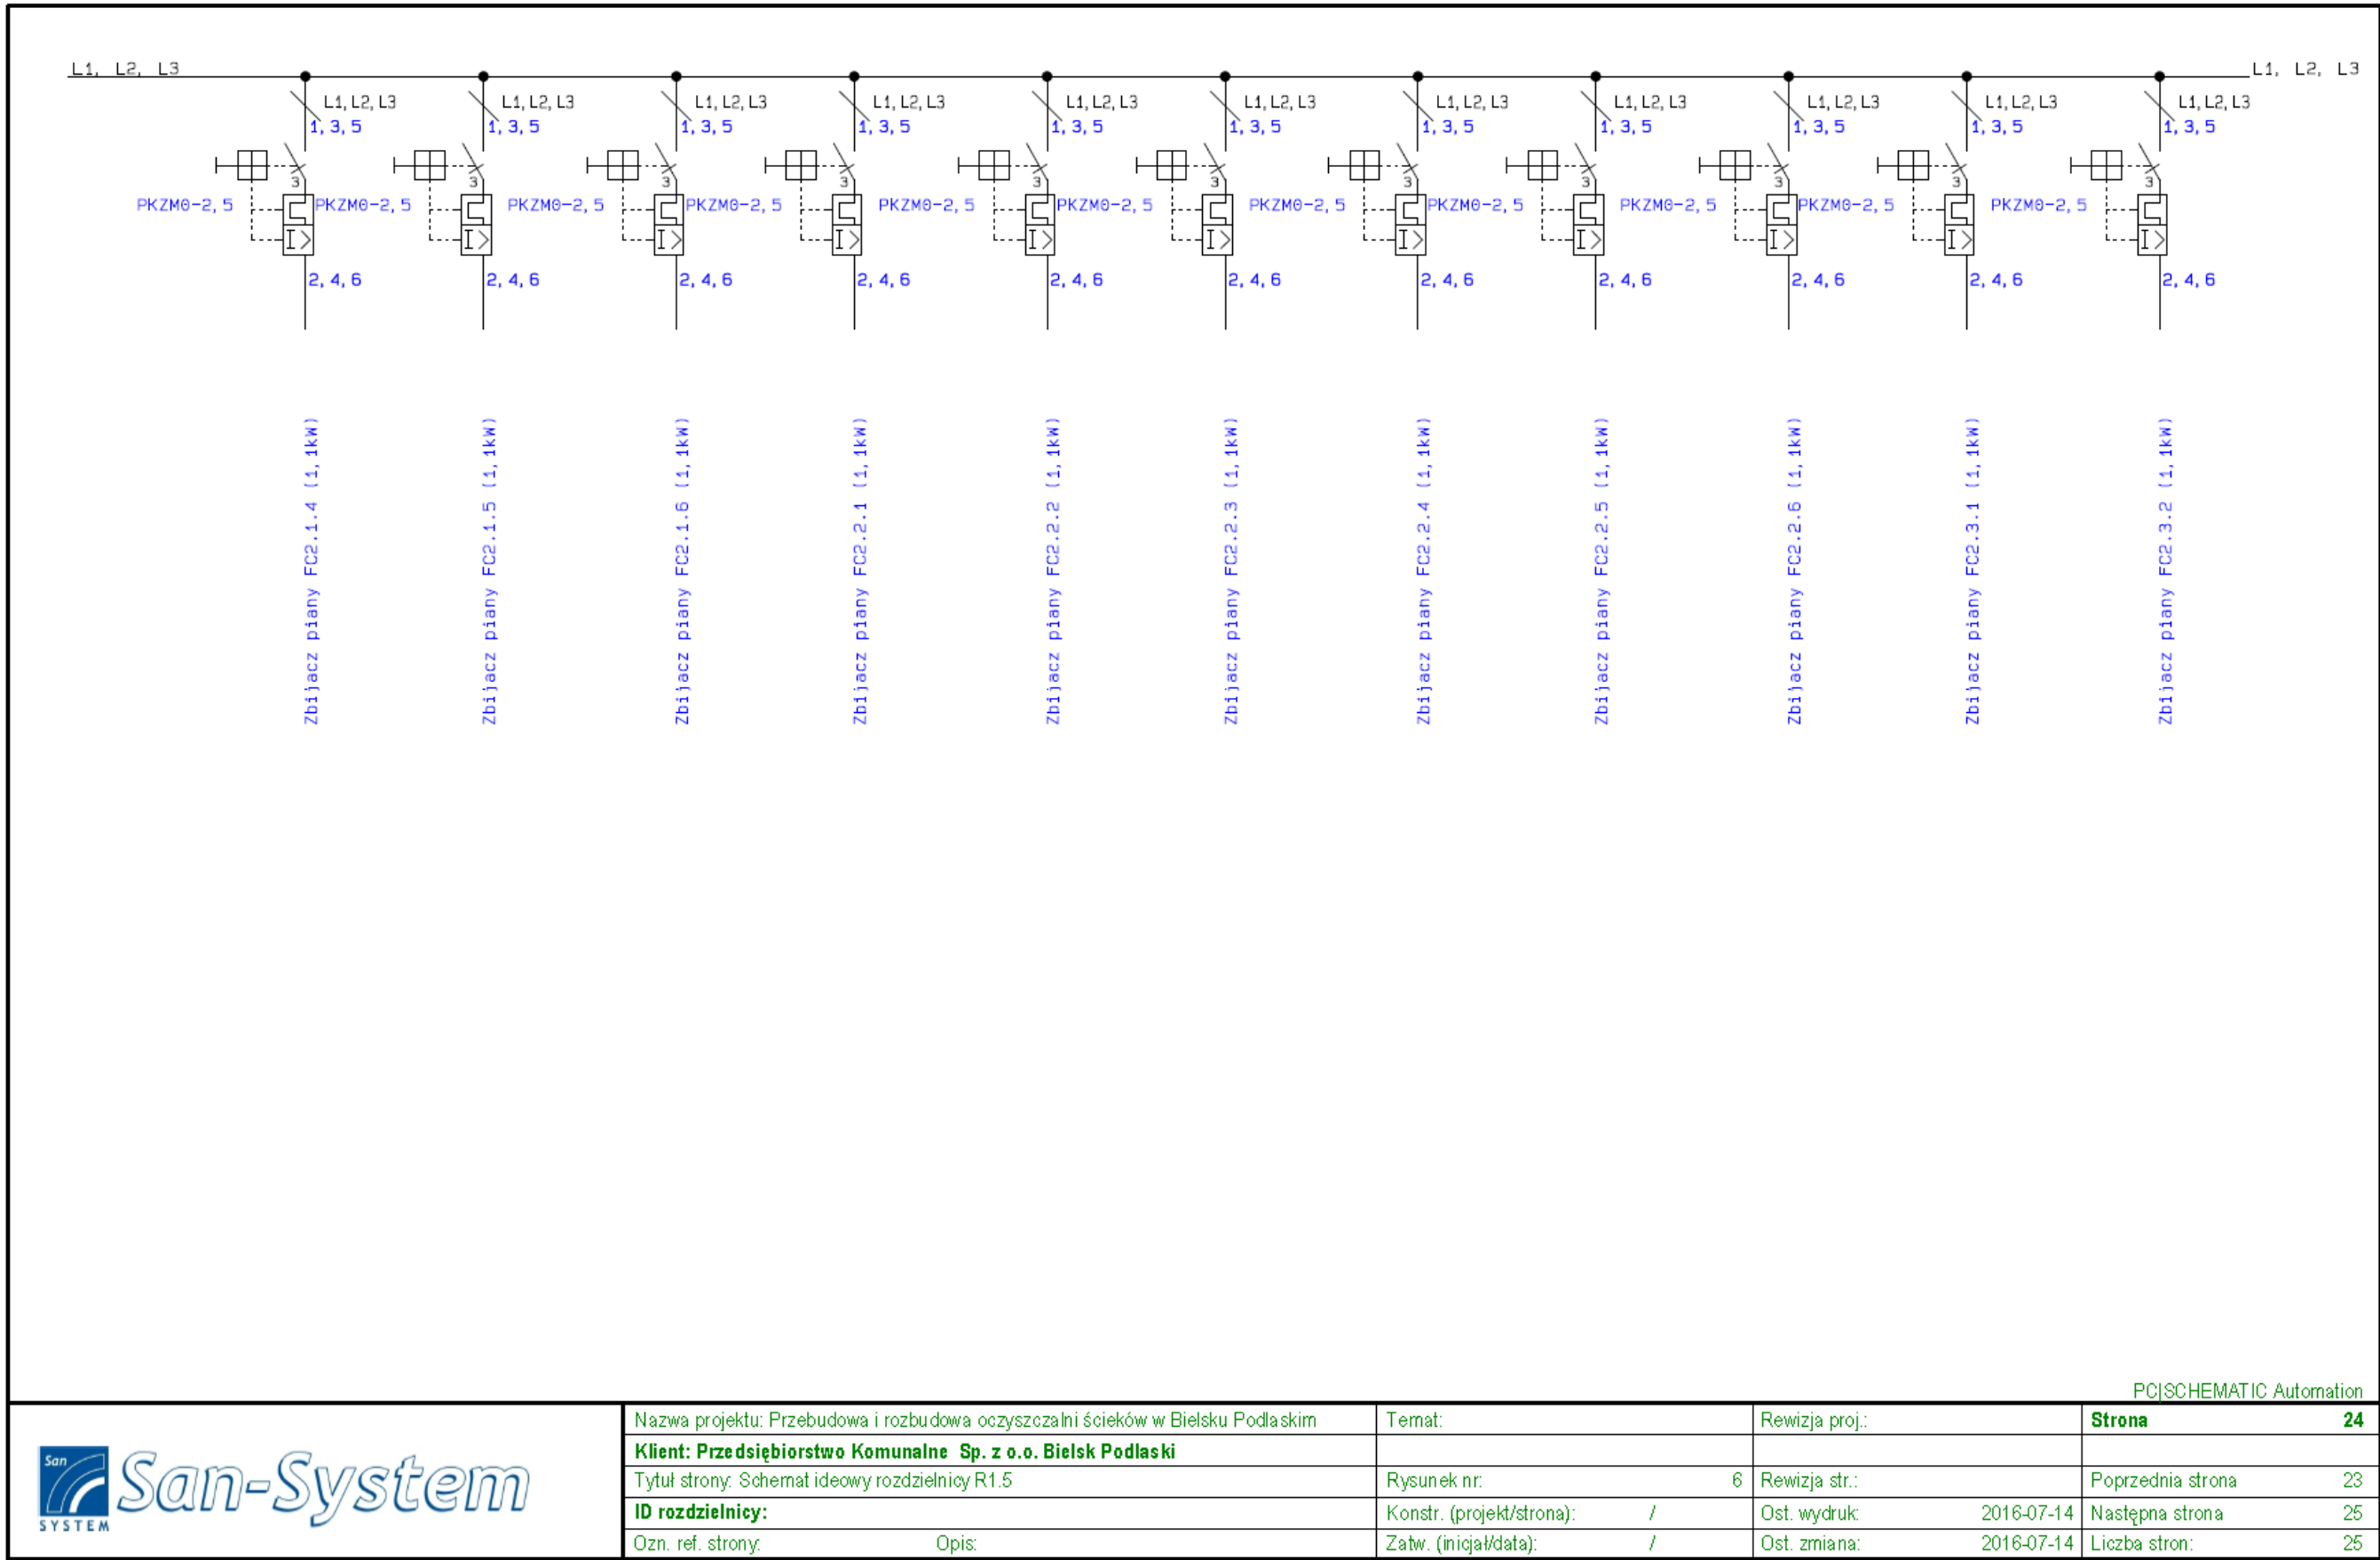 L1, L2, L3 L1, L2, L3
L1,L2,L3 L1,L2,L3 L1,L2,L3 L1,L2,L3 L1,L2,L3 L1,L2,L3 L1,L2,L3 L1,L2,L3 L1,L2,L3 L1,L2,L3 L1,L2,L3
1,3,5 1,3,5 1,3,5 1,3,5 1,3,5 1,3,5 1,3,5 1,3,5 1,3,5 1,3,5 1,3,5
3 3 3 3 3 3 3 3 3 3 3
PKZM0-2,5 PKZM0-2,5 PKZM0-2,5 PKZM0-2,5 PKZM0-2,5 PKZM0-2,5 PKZM0-2,5 PKZM0-2,5 PKZM0-2,5 PKZM0-2,5 PKZM0-2,5
I> I> I> I> I> I> I> I> I> I> I>
2,4,6 2,4,6 2,4,6 2,4,6 2,4,6 2,4,6 2,4,6 2,4,6 2,4,6 2,4,6 2,4,6
Zbijacz piany FC2.1.4 (1,1kW)
Zbijacz piany FC2.1.5 (1,1kW)
Zbijacz piany FC2.1.6 (1,1kW)
Zbijacz piany FC2.2.1 (1,1kW)
Zbijacz piany FC2.2.2 (1,1kW)
Zbijacz piany FC2.2.3 (1,1kW)
Zbijacz piany FC2.2.4 (1,1kW)
Zbijacz piany FC2.2.5 (1,1kW)
Zbijacz piany FC2.2.6 (1,1kW)
Zbijacz piany FC2.3.1 (1,1kW)
Zbijacz piany FC2.3.2 (1,1kW)
PC|SCHEMATIC Automation
San
SYSTEM
San-System
Nazwa projektu: Przebudowa i rozbudowa oczyszczalni ścieków w Bielsku Podlaskim Temat: Rewizja proj.: Strona 24
Klient: Przedsiębiorstwo Komunalne Sp. z o.o. Bielsk Podlaski
Tytuł strony: Schemat ideowy rozdzielnicy R1.5 Rysunek nr: 6 Rewizja str.: Poprzednia strona 23
ID rozdzielnicy: Konstr. (projekt/strona): / Ost. wydruk: 2016-07-14 Następna strona 25
Ozn. ref. strony: Opis: Zatw. (inicjał/data): / Ost. zmiana: 2016-07-14 Liczba stron: 25